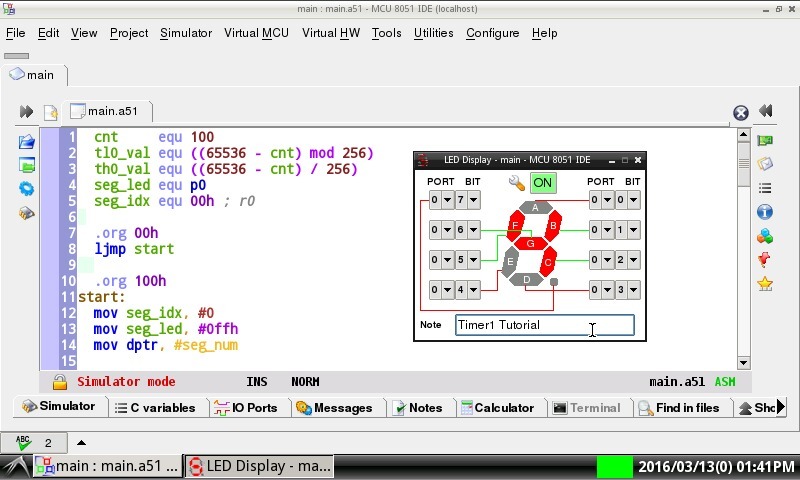 main : main.a51 - MCU 8051 IDE (localhost)
File Edit View Project Simulator Virtual MCU Virtual HW Tools Utilities Configure Help
main
main.a51
1 cnt equ 100
2 tl0_val equ ((65536 - cnt) mod 256)
3 th0_val equ ((65536 - cnt) / 256)
4 seg_led equ p0
5 seg_idx equ 00h ; r0
6
7 .org 00h
8 ljmp start
9
10 .org 100h
11 start:
12 mov seg_idx, #0
13 mov seg_led, #0ffh
14 mov dptr, #seg_num
15
LED Display - main - MCU 8051 IDE
PORT BIT ON PORT BIT
0 7 A 0 0
0 6 F B 0 1
G
0 5 E C 0 2
0 4 D 0 3
Note Timer1 Tutorial
Simulator mode INS NORM main.a51 ASM
Simulator C variables IO Ports Messages Notes Calculator Terminal Find in files Sho
ABC 2
main : main.a51 ... LED Display - ma... 2016/03/13(0) 01:41PM